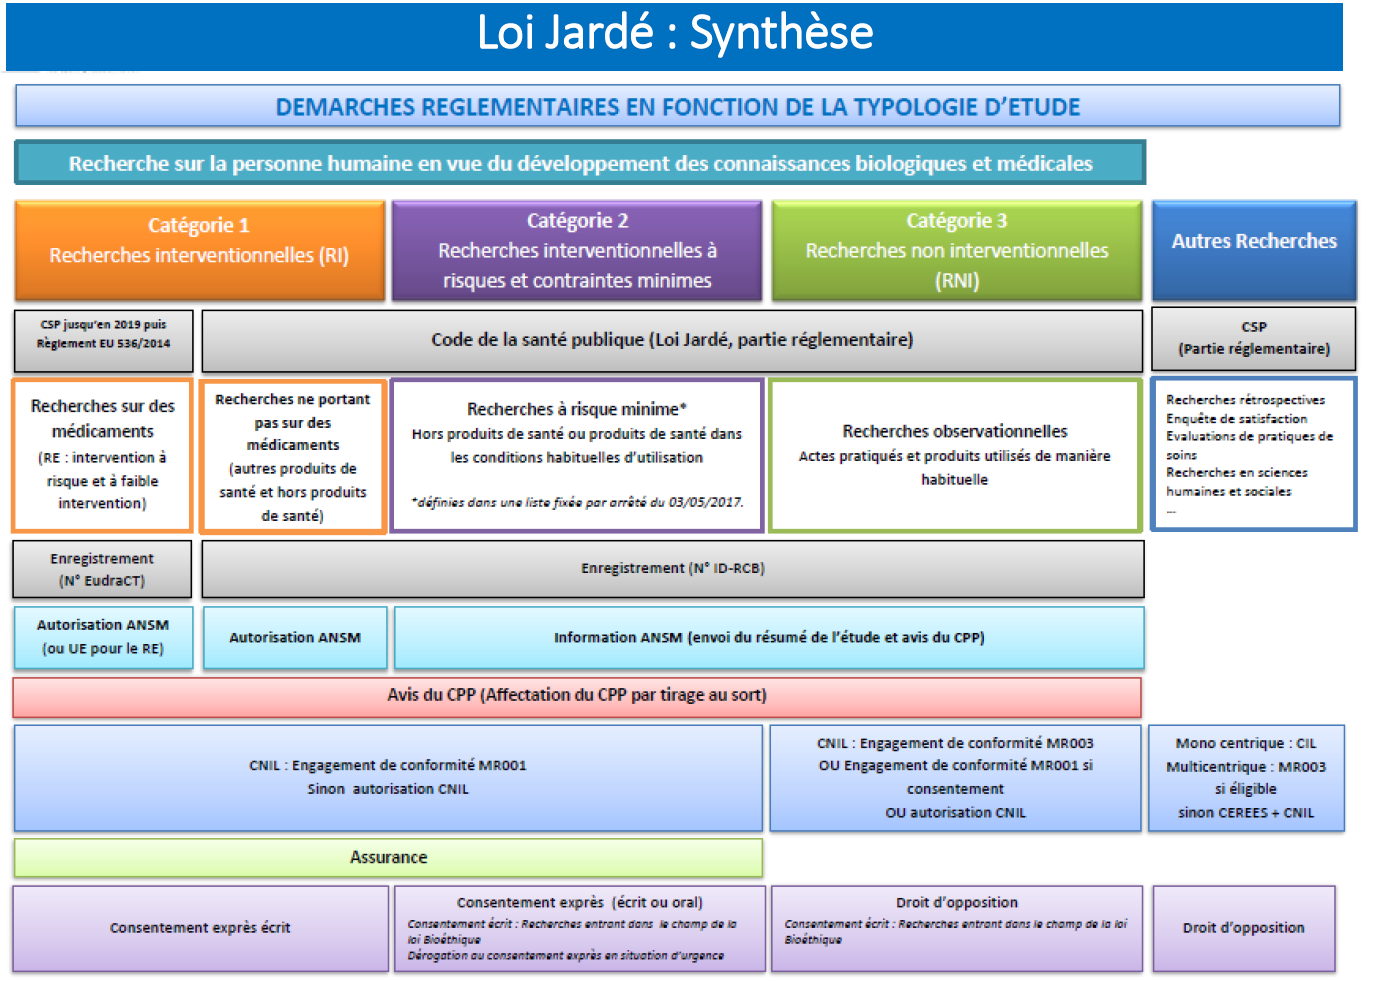 Loi Jardé : Synthèse
DEMARCHES REGLEMENTAIRES EN FONCTION DE LA TYPOLOGIE D’ETUDE
Recherche sur la personne humaine en vue du développement des connaissances biologiques et médicales
Catégorie 1
Recherches interventionnelles (RI)
Catégorie 2
Recherches interventionnelles à
risques et contraintes minimes
Catégorie 3
Recherches non interventionnelles
(RNI)
Autres Recherches
CSP jusqu’en 2019 puis
Règlement EU 536/2014
Code de la santé publique (Loi Jardé, partie réglementaire)
CSP
(Partie réglementaire)
Recherches sur des
médicaments
(RE : intervention à
risque et à faible
intervention)
Recherches ne portant
pas sur des
médicaments
(autres produits de
santé et hors produits
de santé)
Recherches à risque minime*
Hors produits de santé ou produits de santé dans
les conditions habituelles d’utilisation
*définies dans une liste fixée par arrêté du 03/05/2017.
Recherches observationnelles
Actes pratiqués et produits utilisés de manière
habituelle
Recherches rétrospectives
Enquête de satisfaction
Evaluations de pratiques de
soins
Recherches en sciences
humaines et sociales
...
Enregistrement
(N° EudraCT)
Enregistrement (N° ID-RCB)
Autorisation ANSM
(ou UE pour le RE)
Autorisation ANSM
Information ANSM (envoi du résumé de l’étude et avis du CPP)
Avis du CPP (Affectation du CPP par tirage au sort)
CNIL : Engagement de conformité MR001
Sinon autorisation CNIL
CNIL : Engagement de conformité MR003
OU Engagement de conformité MR001 si
consentement
OU autorisation CNIL
Mono centrique : CIL
Multicentrique : MR003
si éligible
sinon CEREES + CNIL
Assurance
Consentement exprès écrit
Consentement exprès (écrit ou oral)
Consentement écrit : Recherches entrant dans le champ de la
loi Bioéthique
Dérogation au consentement exprès en situation d’urgence
Droit d’opposition
Consentement écrit : Recherches entrant dans le champ de la loi
Bioéthique
Droit d’opposition